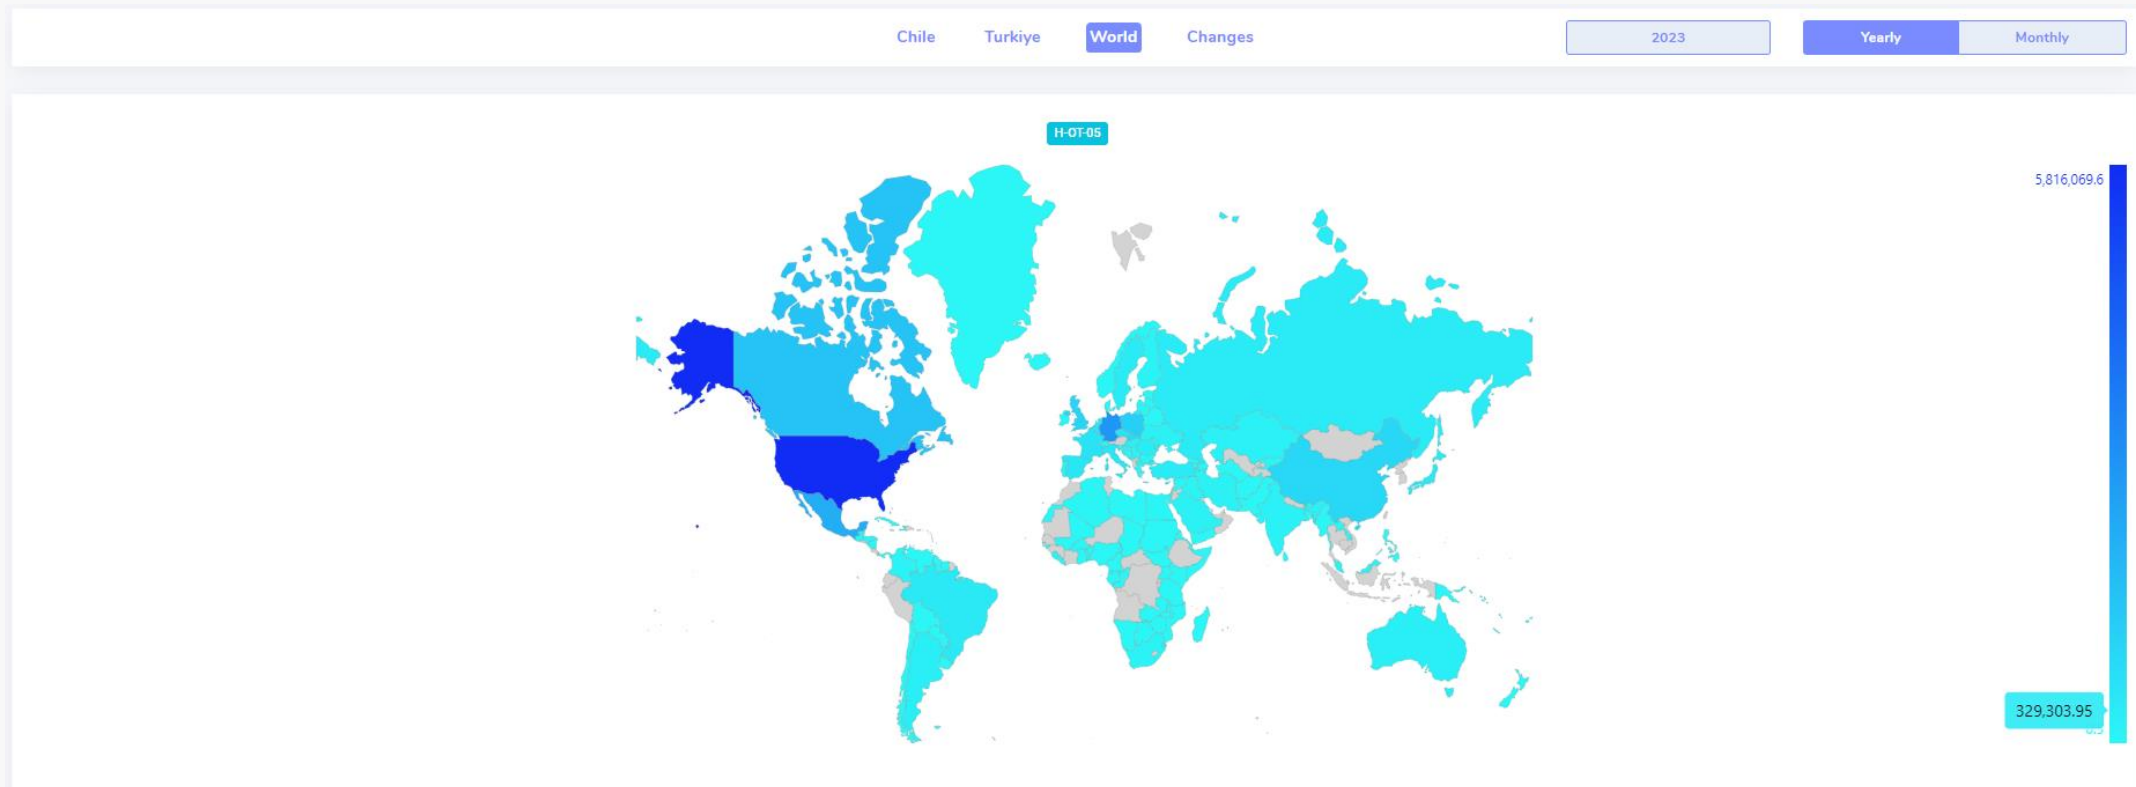 Chile Turkiye World Changes 2023 Yearly Monthly
H-OT-05
5,816,069.6
329,303.95